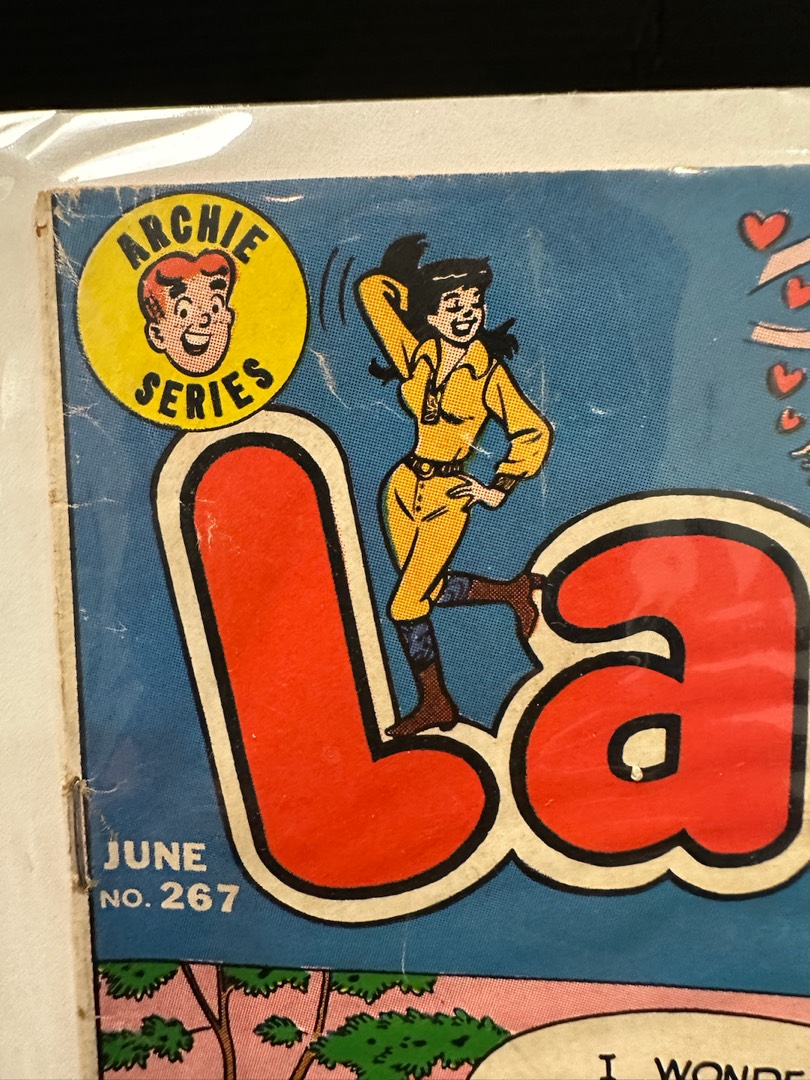 ARCHIE
SERIES
La
JUNE
NO. 267
I WONDE